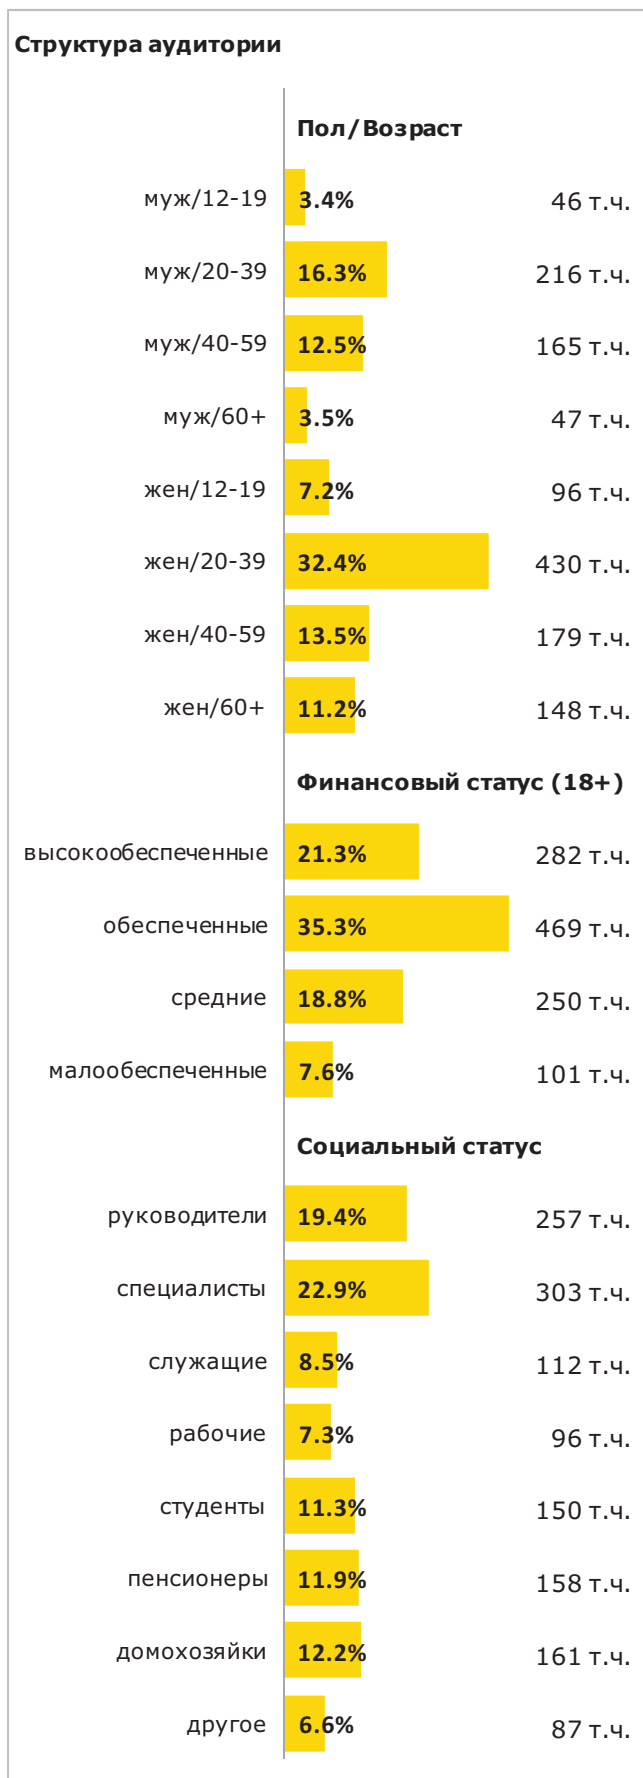 Структура аудитории
Пол/Возраст
муж/12-19 3.4% 46 т.ч.
муж/20-39 16.3% 216 т.ч.
муж/40-59 12.5% 165 т.ч.
муж/60+ 3.5% 47 т.ч.
жен/12-19 7.2% 96 т.ч.
жен/20-39 32.4% 430 т.ч.
жен/40-59 13.5% 179 т.ч.
жен/60+ 11.2% 148 т.ч.
Финансовый статус (18+)
высокообеспеченные 21.3% 282 т.ч.
обеспеченные 35.3% 469 т.ч.
средние 18.8% 250 т.ч.
малообеспеченные 7.6% 101 т.ч.
Социальный статус
руководители 19.4% 257 т.ч.
специалисты 22.9% 303 т.ч.
служащие 8.5% 112 т.ч.
рабочие 7.3% 96 т.ч.
студенты 11.3% 150 т.ч.
пенсионеры 11.9% 158 т.ч.
домохозяйки 12.2% 161 т.ч.
другое 6.6% 87 т.ч.